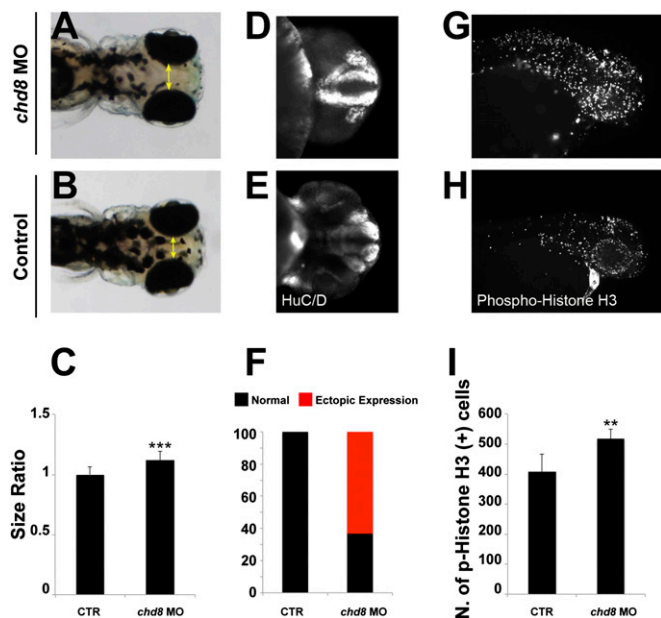 A
D
G
chd8 MO
B
E
H
Control
HuC/D
Phospho-Histone H3
C
F
I
Normal
Ectopic Expression
Size Ratio
1.5
1
0.5
0
***
CTR
chd8 MO
100
80
60
40
20
0
CTR
chd8 MO
N. of p-Histone H3 (+) cells
600
500
400
300
200
100
0
**
CTR
chd8 MO